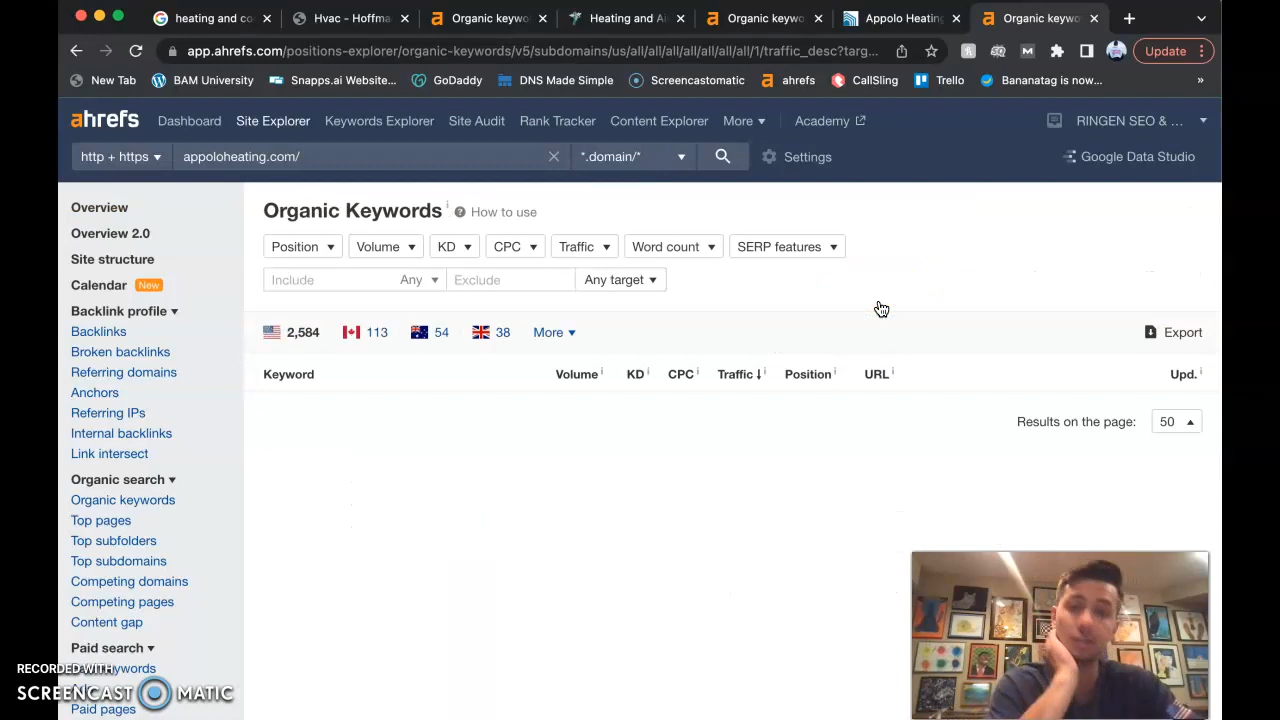 heating and co
Hvac - Hoffma
Organic keywo
Heating and Ai
Organic keywo
Appolo Heating
Organic keywo
app.ahrefs.com/positions-explorer/organic-keywords/v5/subdomains/us/all/all/all/all/all/all/all/1/traffic_desc?targ...
Update
New Tab
BAM University
Snapps.ai Website...
GoDaddy
DNS Made Simple
Screencastomatic
ahrefs
CallSling
Trello
Bananatag is now...
»
ahrefs
Dashboard
Site Explorer
Keywords Explorer
Site Audit
Rank Tracker
Content Explorer
More
Academy
RINGEN SEO & ...
http + https
appoloheating.com/
*.domain/*
Settings
Google Data Studio
Overview
Overview 2.0
Site structure
Calendar New
Backlink profile
Backlinks
Broken backlinks
Referring domains
Anchors
Referring IPs
Internal backlinks
Link intersect
Organic search
Organic keywords
Top pages
Top subfolders
Top subdomains
Competing domains
Competing pages
Content gap
Paid search
Paid pages
Organic Keywords
How to use
Position
Volume
KD
CPC
Traffic
Word count
SERP features
Include
Any
Exclude
Any target
2,584
113
54
38
More
Export
Keyword
Volume
KD
CPC
Traffic
Position
URL
Upd.
Results on the page:
50
RECORDED WITH
SCREENCAST MATIC